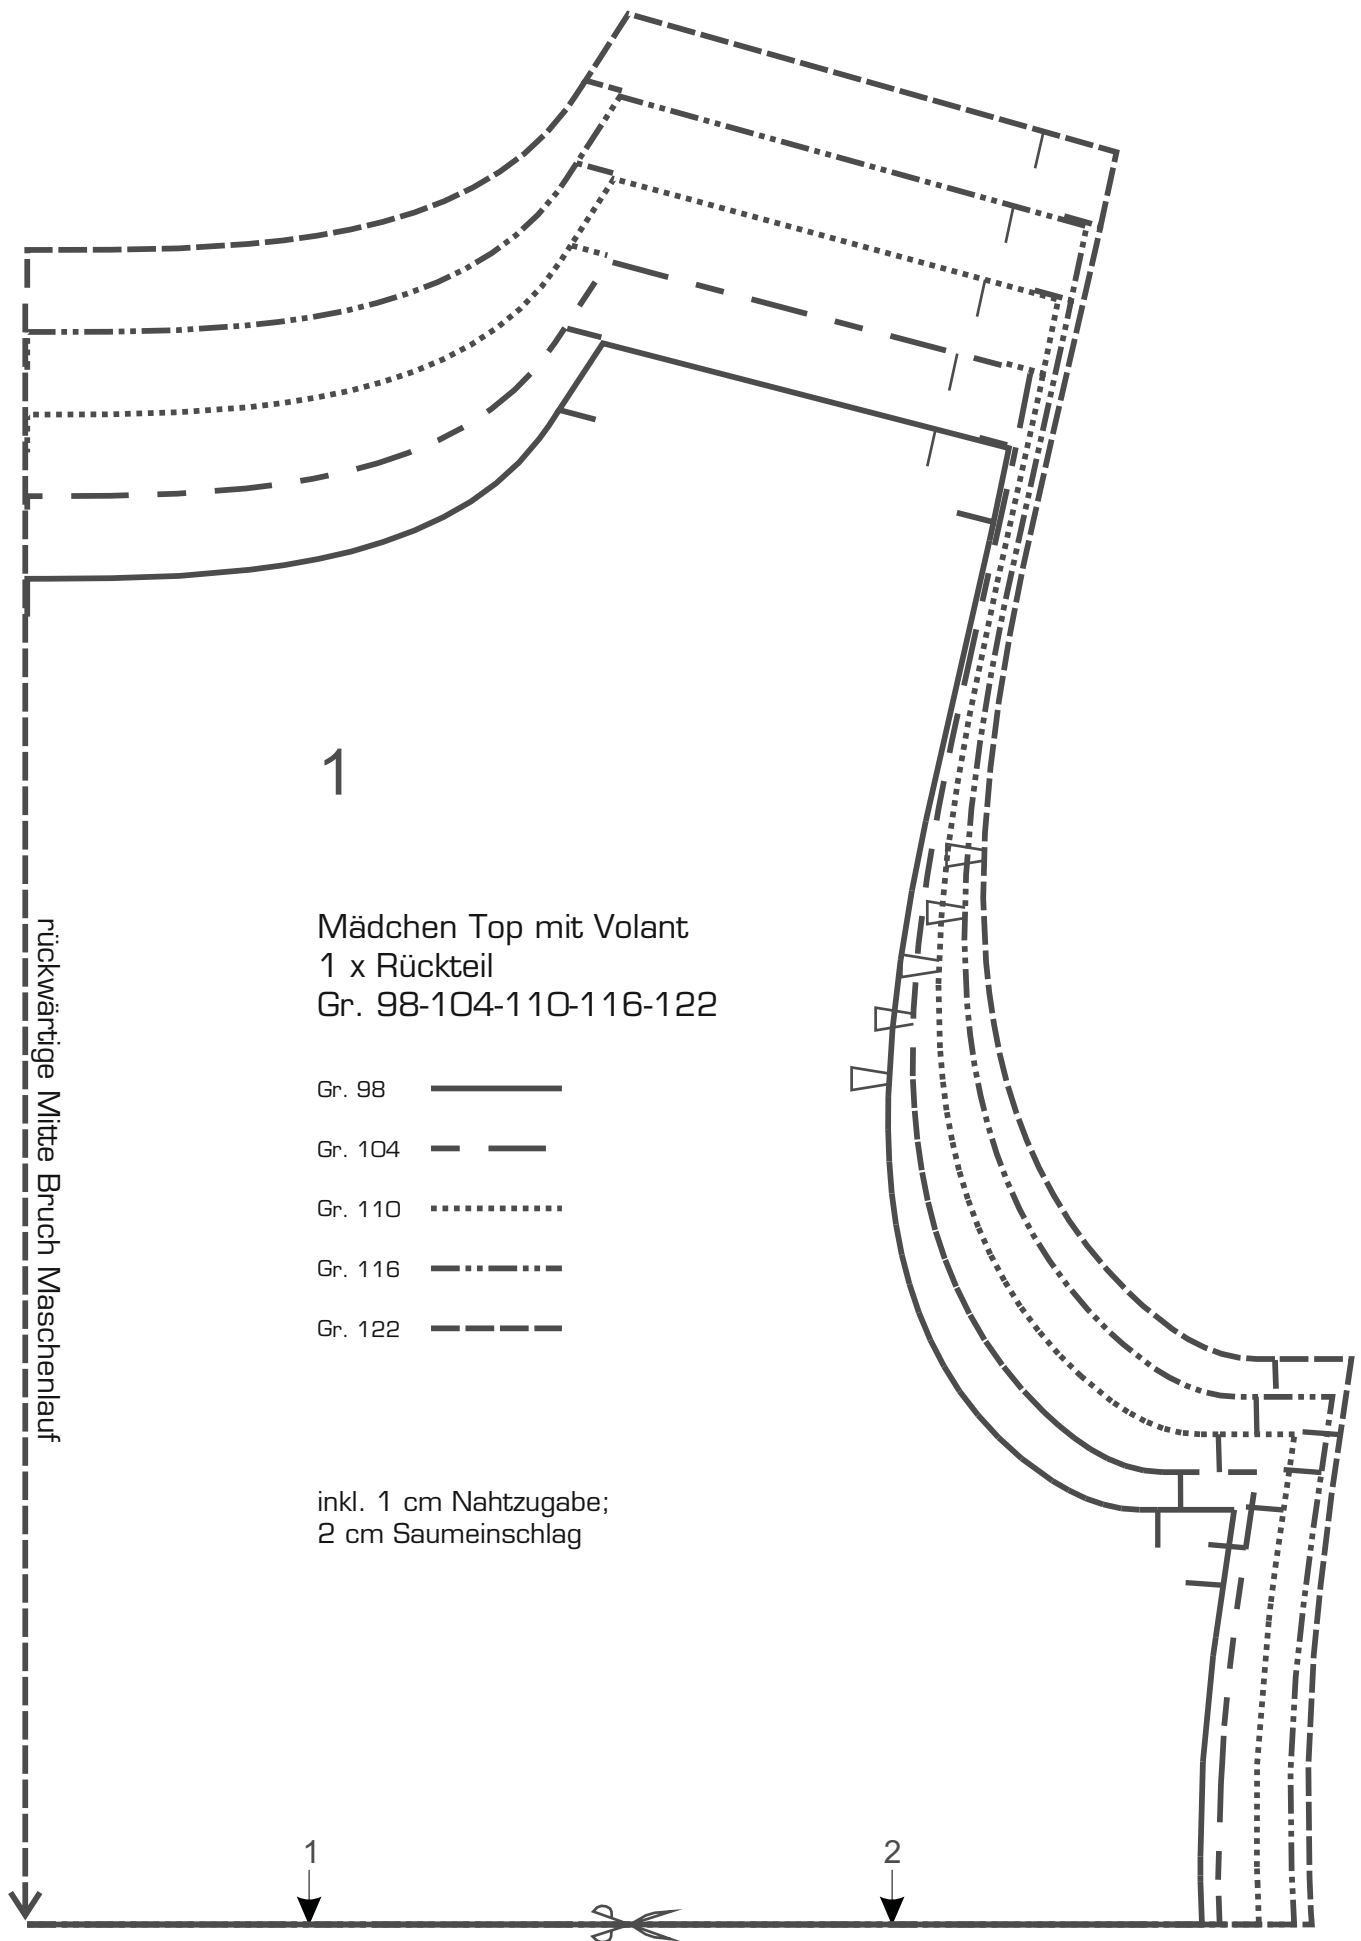 1
rückwärtige Mitte Bruch Maschenlauf
Mädchen Top mit Volant
1 x Rückteil
Gr. 98-104-110-116-122
Gr. 98
Gr. 104
Gr. 110
Gr. 116
Gr. 122
inkl. 1 cm Nahtzugabe;
2 cm Saumeinschlag
1
2